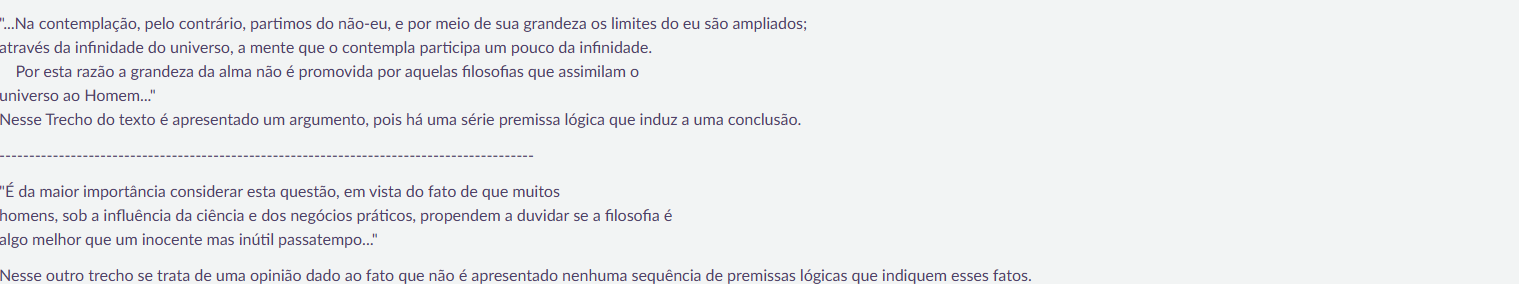 "...Na contemplação, pelo contrário, partimos do não-eu, e por meio de sua grandeza os limites do eu são ampliados;
através da infinidade do universo, a mente que o contempla participa um pouco da infinidade.
Por esta razão a grandeza da alma não é promovida por aquelas filosofias que assimilam o
universo ao Homem..."
Nesse Trecho do texto é apresentado um argumento, pois há uma série premissa lógica que induz a uma conclusão.
-----------------------------------------------------------------------------------------
"É da maior importância considerar esta questão, em vista do fato de que muitos
homens, sob a influência da ciência e dos negócios práticos, propendem a duvidar se a filosofia é
algo melhor que um inocente mas inútil passatempo..."
Nesse outro trecho se trata de uma opinião dado ao fato que não é apresentado nenhuma sequência de premissas lógicas que indiquem esses fatos.